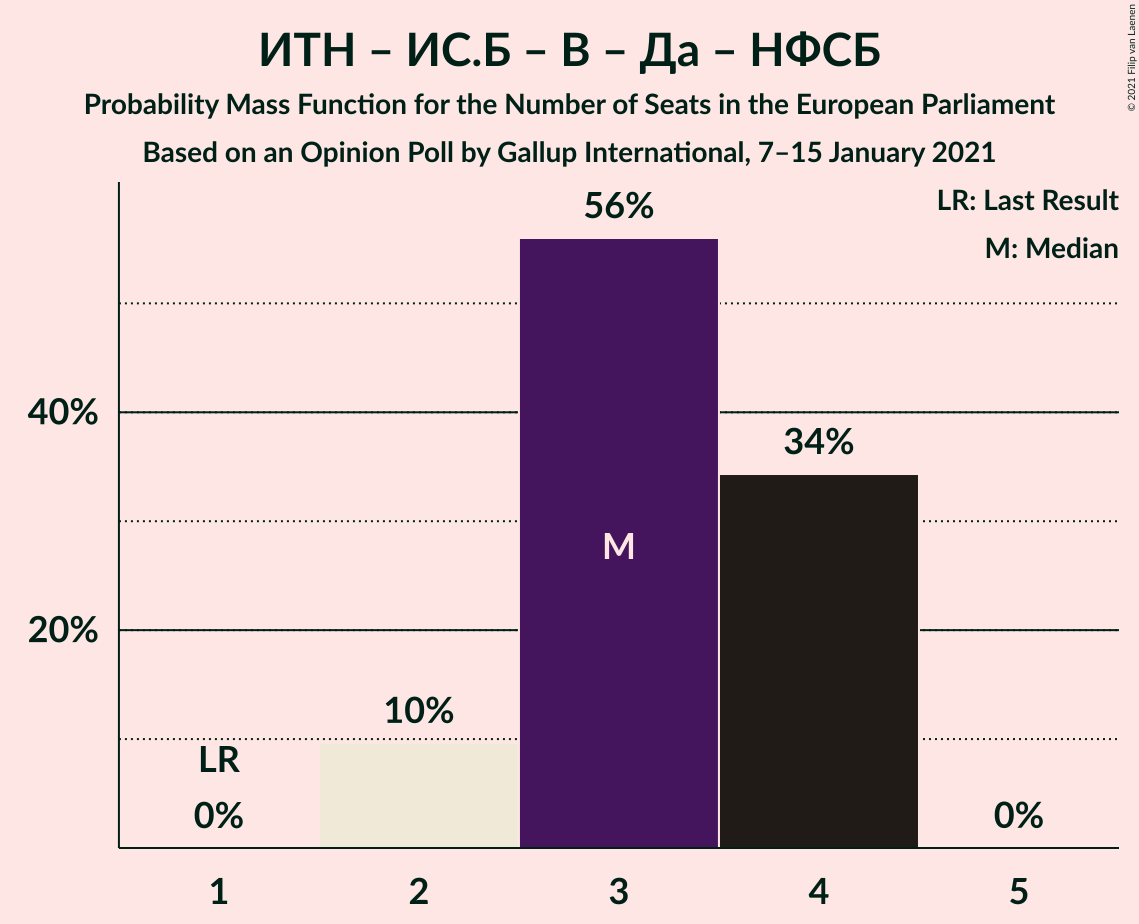 ИТН – ИС.Б – В – Да – НФСБ
Probability Mass Function for the Number of Seats in the European Parliament
Based on an Opinion Poll by Gallup International, 7–15 January 2021
© 2021 Filip van Laenen
LR: Last Result
M: Median
56%
40%
34%
M
20%
10%
LR
0%
0%
1
2
3
4
5